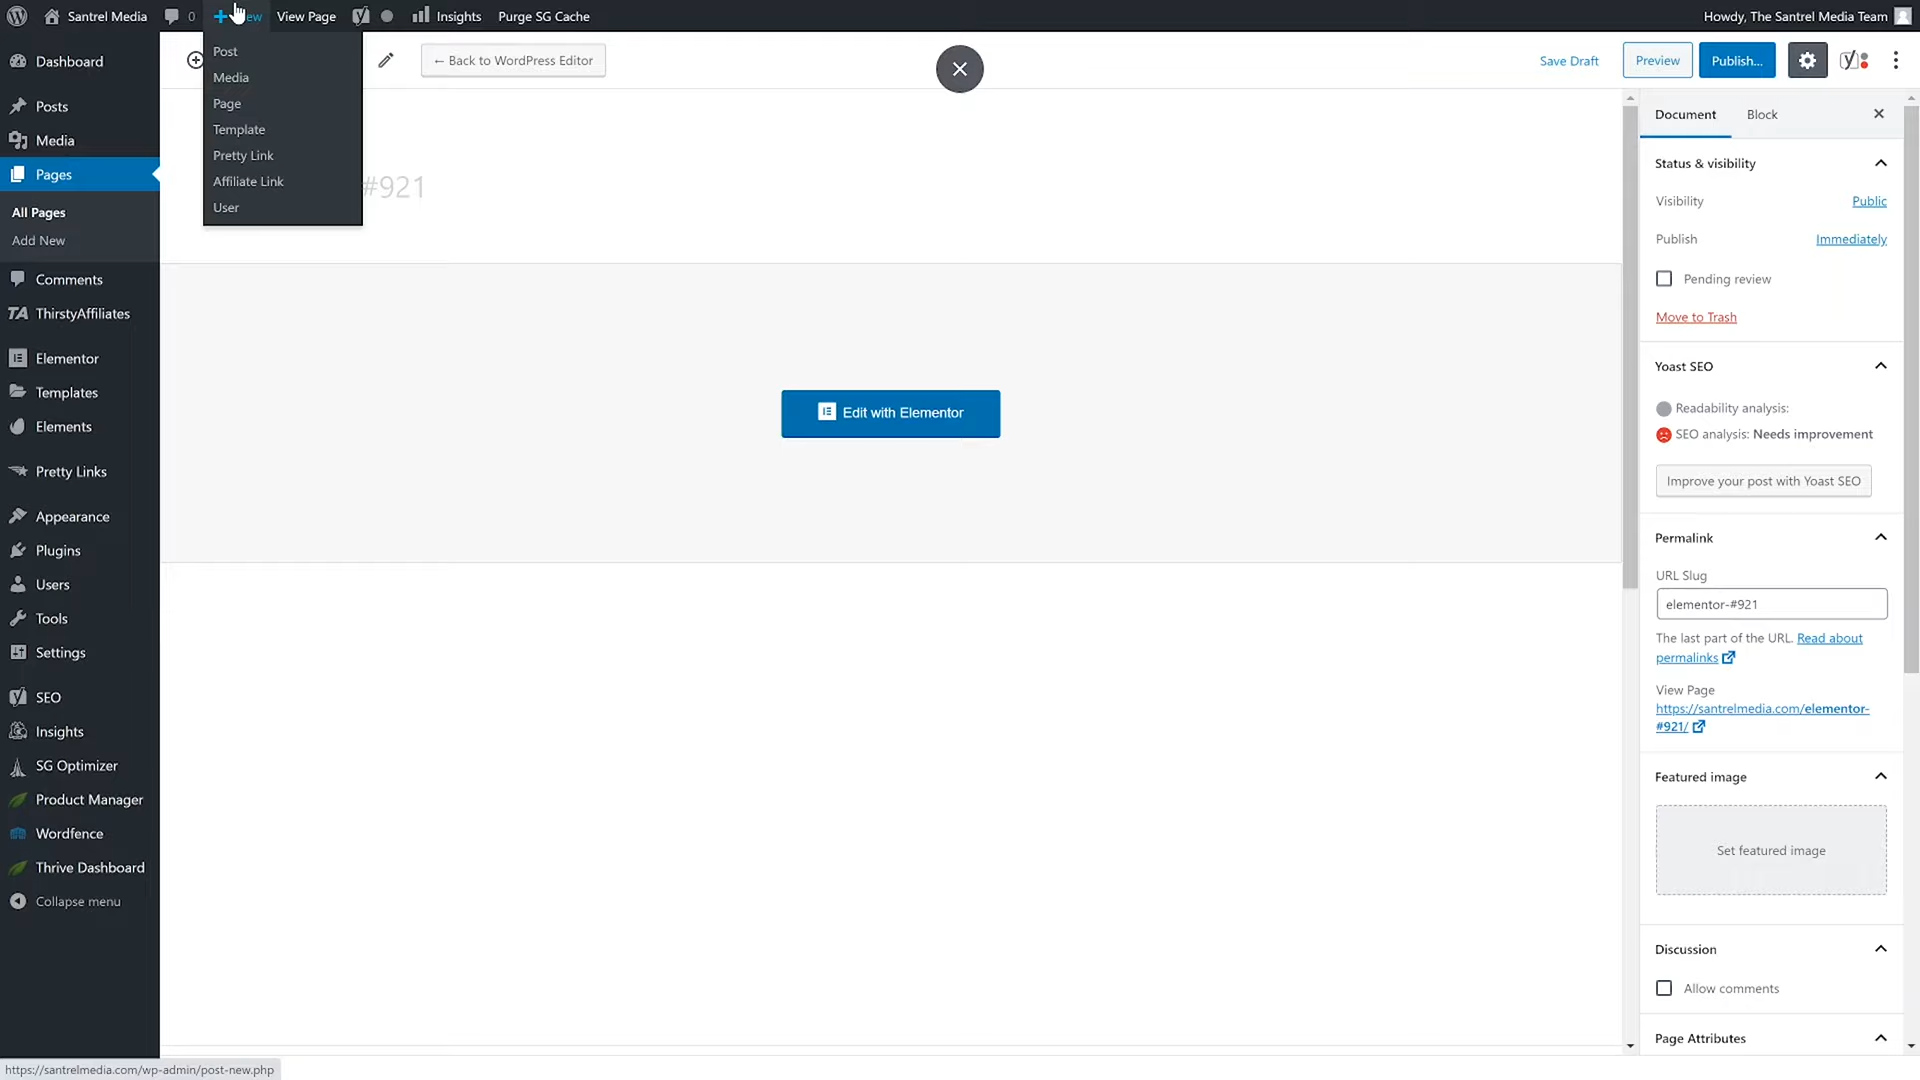 Santrel Media
0
View Page
Insights
Purge SG Cache
Howdy, The Santrel Media Team
Post
Media
Page
Template
Pretty Link
Affiliate Link
User
← Back to WordPress Editor
Save Draft
Preview
Publish...
Dashboard
Posts
Media
Pages
All Pages
Add New
Comments
ThirstyAffiliates
Elementor
Templates
Elements
Pretty Links
Appearance
Plugins
Users
Tools
Settings
SEO
Insights
SG Optimizer
Product Manager
Wordfence
Thrive Dashboard
Collapse menu
#921
Edit with Elementor
Document
Block
Status & visibility
Visibility
Public
Publish
Immediately
Pending review
Move to Trash
Yoast SEO
Readability analysis:
SEO analysis: Needs improvement
Improve your post with Yoast SEO
Permalink
URL Slug
elementor-#921
The last part of the URL. Read about
permalinks
View Page
https://santrelmedia.com/elementor-
#921/
Featured image
Set featured image
Discussion
Allow comments
Page Attributes
https://santrelmedia.com/wp-admin/post-new.php